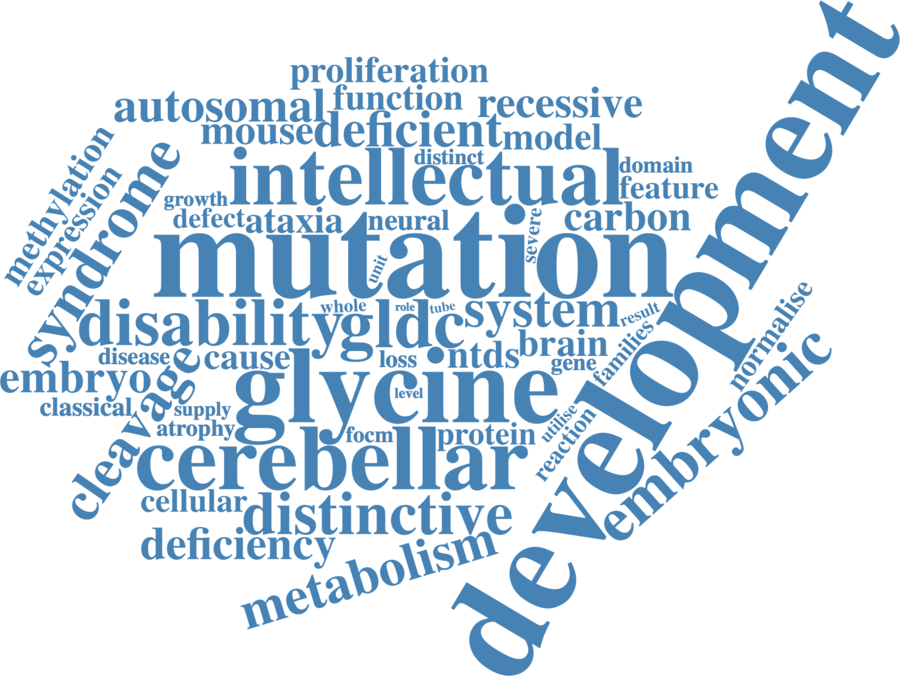 proliferation
autosomal
function
recessive
mouse
deficient
model
methylation
expression
syndrome
distinct
intellectual
domain
feature
growth
defect
ataxia
neural
severe
carbon
mutation
unit
development
whole
role
tube
disability
gldc
system
result
families
normalise
disease
cause
loss
ntds
brain
gene
embryo
cleavage
glycine
level
embryonic
classical
supply
atrophy
focm
protein
utilise
reaction
cerebellar
cellular
distinctive
deficiency
metabolism